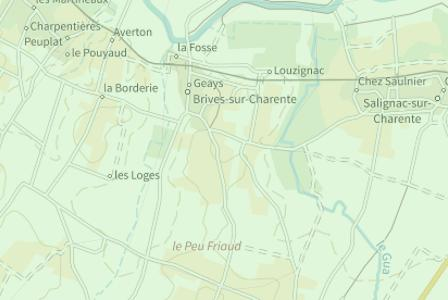 les Martineaux
Charpentières
Averton
Peuplat
le Pouyaud
la Fosse
Louzignac
Geays
Chez Saulnier
la Borderie
Brives-sur-Charente
Salignac-sur-
Charente
les Loges
le Peu Friaud
le Gua